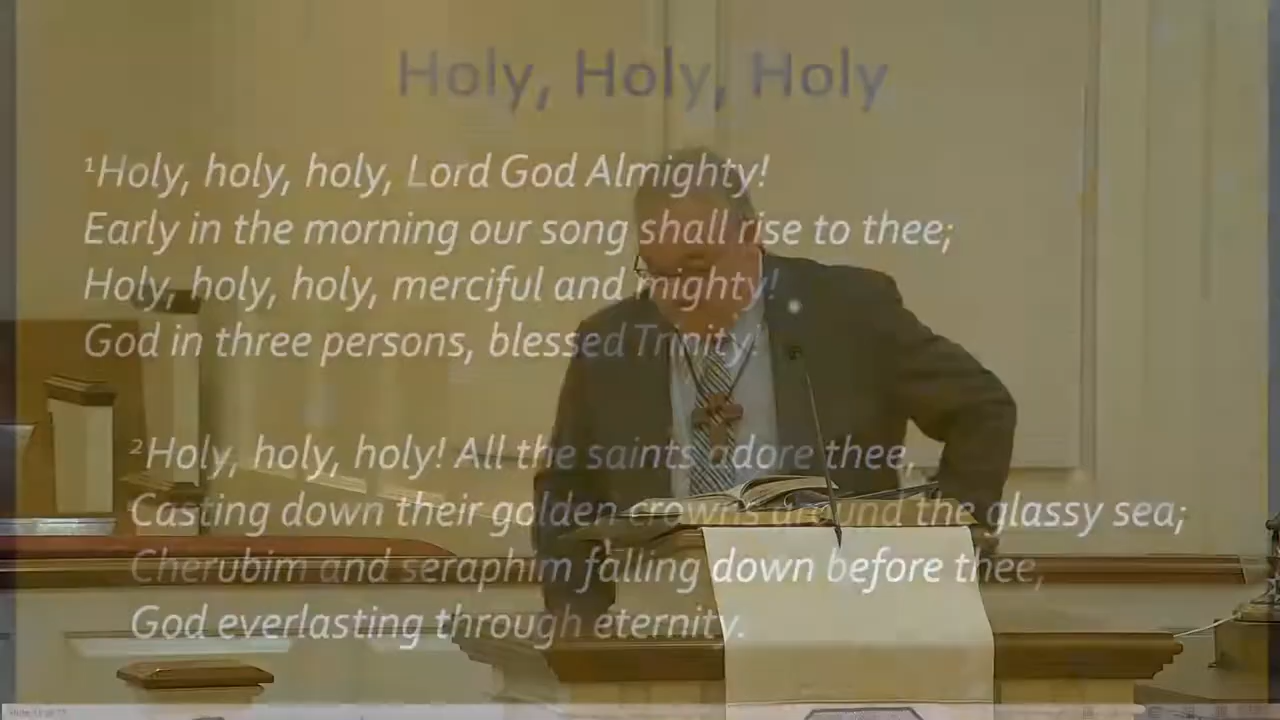 Holy, Holy, Holy
¹Holy, holy, holy, Lord God Almighty!
Early in the morning our song shall rise to thee;
Holy, holy, holy, merciful and mighty!
God in three persons, blessed Trinity!
²Holy, holy, holy! All the saints adore thee,
Casting down their golden crowns around the glassy sea;
Cherubim and seraphim falling down before thee,
God everlasting through eternity.